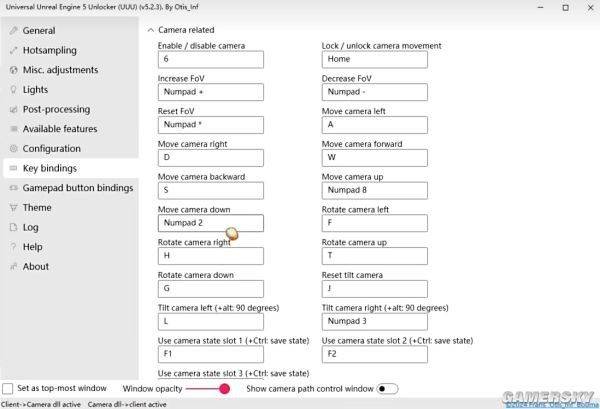 Universal Unreal Engine 5 Unlocker (UUU) (v5.2.3). By Otis_Inf
General
Hotsampling
Misc. adjustments
Lights
Post-processing
Available features
Configuration
Key bindings
Gamepad button bindings
Theme
Log
Help
About
Camera related
Enable / disable camera
Lock / unlock camera movement
6
Home
Increase FoV
Decrease FoV
Numpad +
Numpad -
Reset FoV
Move camera left
Numpad *
A
Move camera right
Move camera forward
D
W
Move camera backward
Move camera up
S
Numpad 8
Move camera down
Rotate camera left
Numpad 2
F
Rotate camera right
Rotate camera up
H
T
Rotate camera down
Reset tilt camera
G
J
Tilt camera left (+alt: 90 degrees)
Tilt camera right (+alt: 90 degrees)
L
Numpad 3
Use camera state slot 1 (+Ctrl: save state)
Use camera state slot 2 (+Ctrl: save state)
F1
F2
Use camera state slot 3 (+Ctrl: save state)
Set as top-most window
Window opacity
Show camera path control window
Client->Camera dll active
Camera dll->client active
GAMERSKY